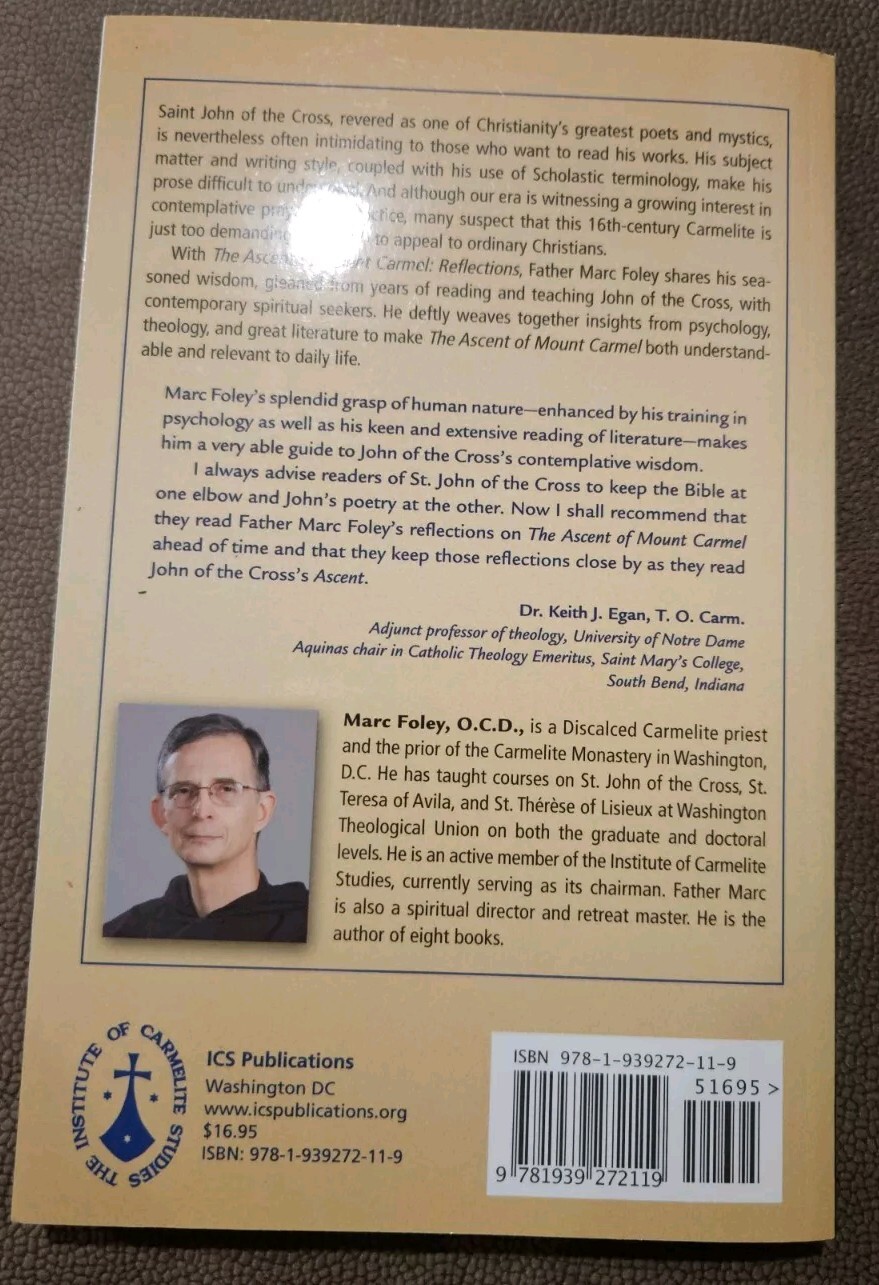 Saint John of the Cross, revered as one of Christianity's greatest poets and mystics,
is nevertheless often intimidating to those who want to read his works. His subject
matter and writing style, coupled with his use of Scholastic terminology, make his
prose difficult to And although our era is witnessing a growing interest in
contemplative many suspect that this 16th-century Carmelite is
just too demanding to appeal to ordinary Christians.
With The Ascent Mount Carmel: Reflections, Father Marc Foley shares his sea-
soned wisdom, gleaned from years of reading and teaching John of the Cross, with
contemporary spiritual seekers. He deftly weaves together insights from psychology,
theology, and great literature to make The Ascent of Mount Carmel both understand-
able and relevant to daily life.
Marc Foley's splendid grasp of human nature—enhanced by his training in
psychology as well as his keen and extensive reading of literature—makes
him a very able guide to John of the Cross's contemplative wisdom.
I always advise readers of St. John of the Cross to keep the Bible at
one elbow and John's poetry at the other. Now I shall recommend that
they read Father Marc Foley's reflections on The Ascent of Mount Carmel
ahead of time and that they keep those reflections close by as they read
John of the Cross's Ascent.
Dr. Keith J. Egan, T. O. Carm.
Adjunct professor of theology, University of Notre Dame
Aquinas chair in Catholic Theology Emeritus, Saint Mary's College,
South Bend, Indiana
Marc Foley, O.C.D., is a Discalced Carmelite priest
and the prior of the Carmelite Monastery in Washington,
D.C. He has taught courses on St. John of the Cross, St.
Teresa of Avila, and St. Thérèse of Lisieux at Washington
Theological Union on both the graduate and doctoral
levels. He is an active member of the Institute of Carmelite
Studies, currently serving as its chairman. Father Marc
is also a spiritual director and retreat master. He is the
author of eight books.
THE INSTITUTE OF CARMELITE STUDIES
ICS Publications
Washington DC
www.icspublications.org
$16.95
ISBN: 978-1-939272-11-9
ISBN 978-1-939272-11-9
51695 >
9 781939 272119